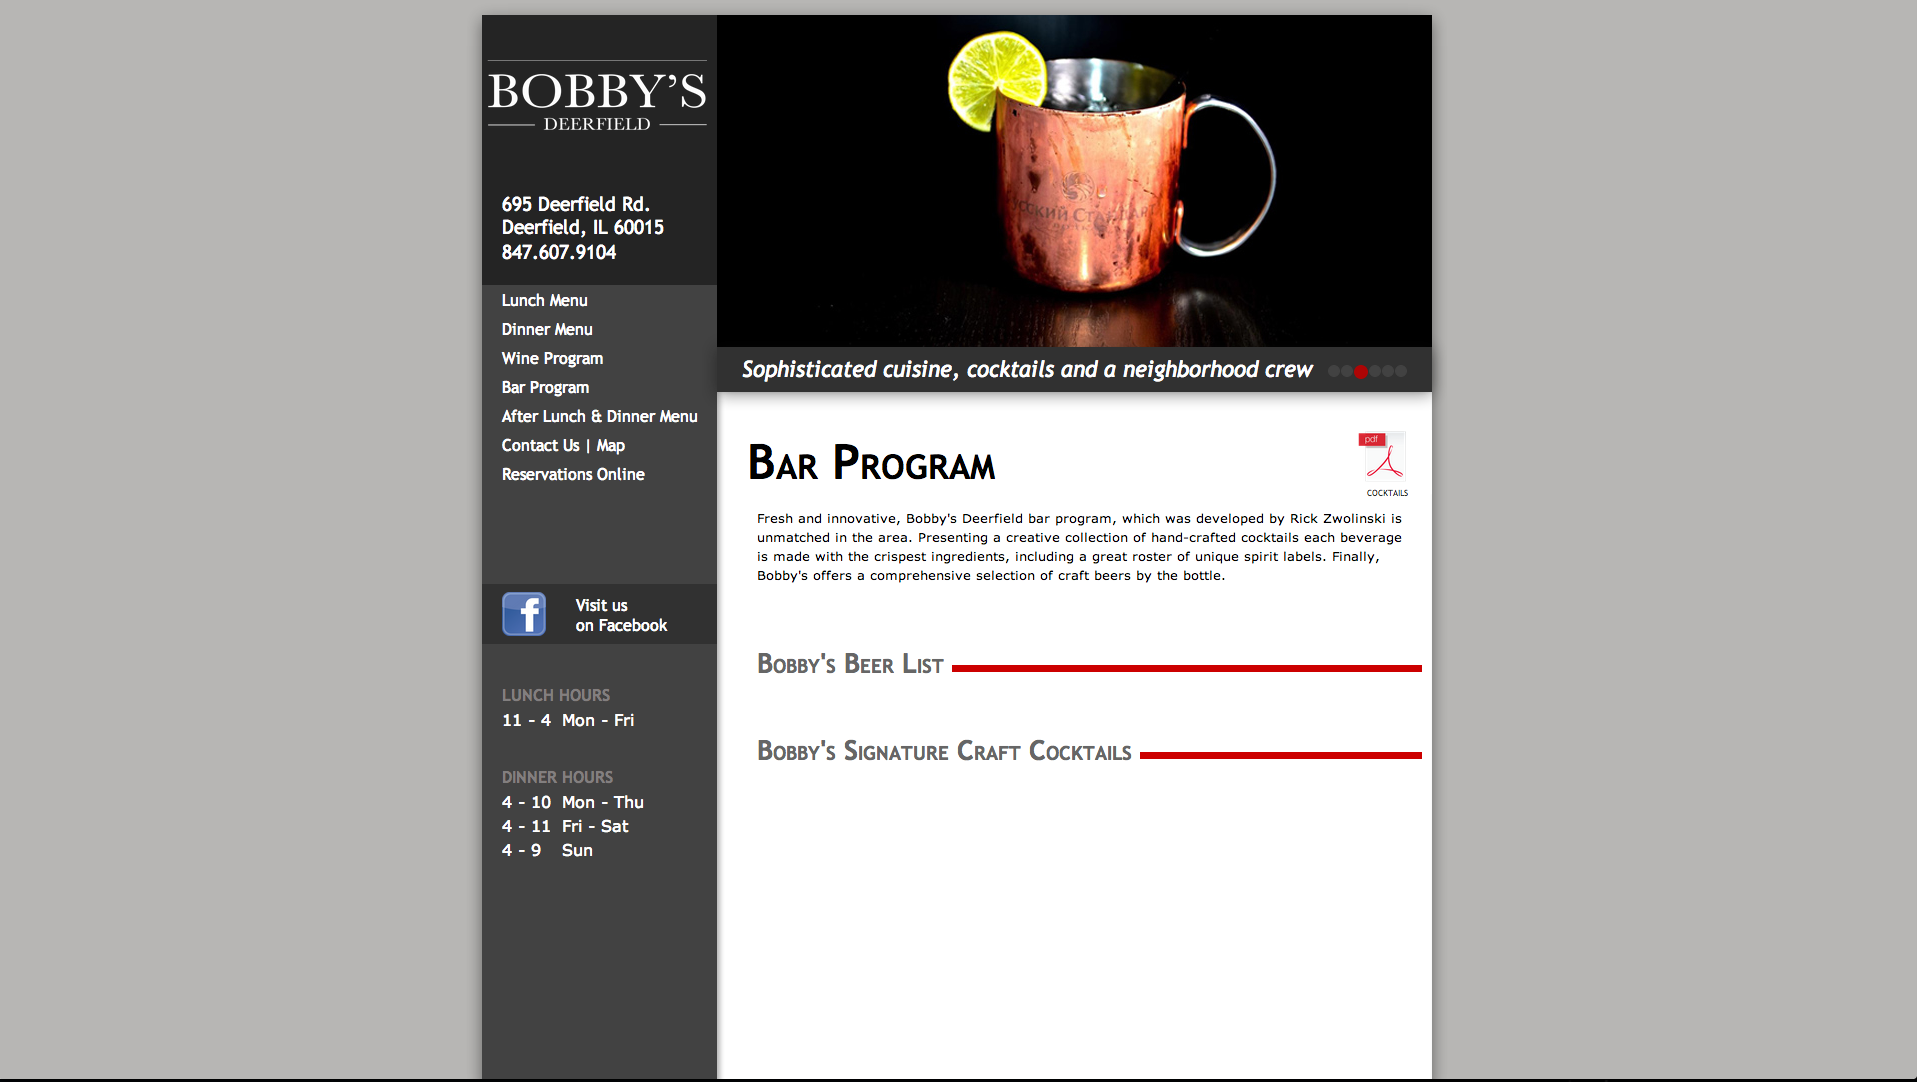 BOBBY'S
DEERFIELD
695 Deerfield Rd.
Deerfield, IL 60015
847.607.9104
Lunch Menu
Dinner Menu
Wine Program
Bar Program
After Lunch & Dinner Menu
Contact Us | Map
Reservations Online
Visit us
on Facebook
LUNCH HOURS
11 - 4 Mon - Fri
DINNER HOURS
4 - 10 Mon - Thu
4 - 11 Fri - Sat
4 - 9 Sun
Sophisticated cuisine, cocktails and a neighborhood crew
Bar Program
pdf
COCKTAILS
Fresh and innovative, Bobby's Deerfield bar program, which was developed by Rick Zwolinski is
unmatched in the area. Presenting a creative collection of hand-crafted cocktails each beverage
is made with the crispest ingredients, including a great roster of unique spirit labels. Finally,
Bobby's offers a comprehensive selection of craft beers by the bottle.
Bobby's Beer List
Bobby's Signature Craft Cocktails